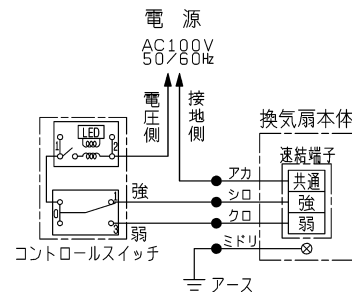 電源
AC100V
50/60Hz
電圧側
接地側
換気扇本体
LED
1
2
速結端子
アカ
共通
シロ
強
強
1
0
クロ
弱
3
弱
ミドリ
コントロールスイッチ
アース